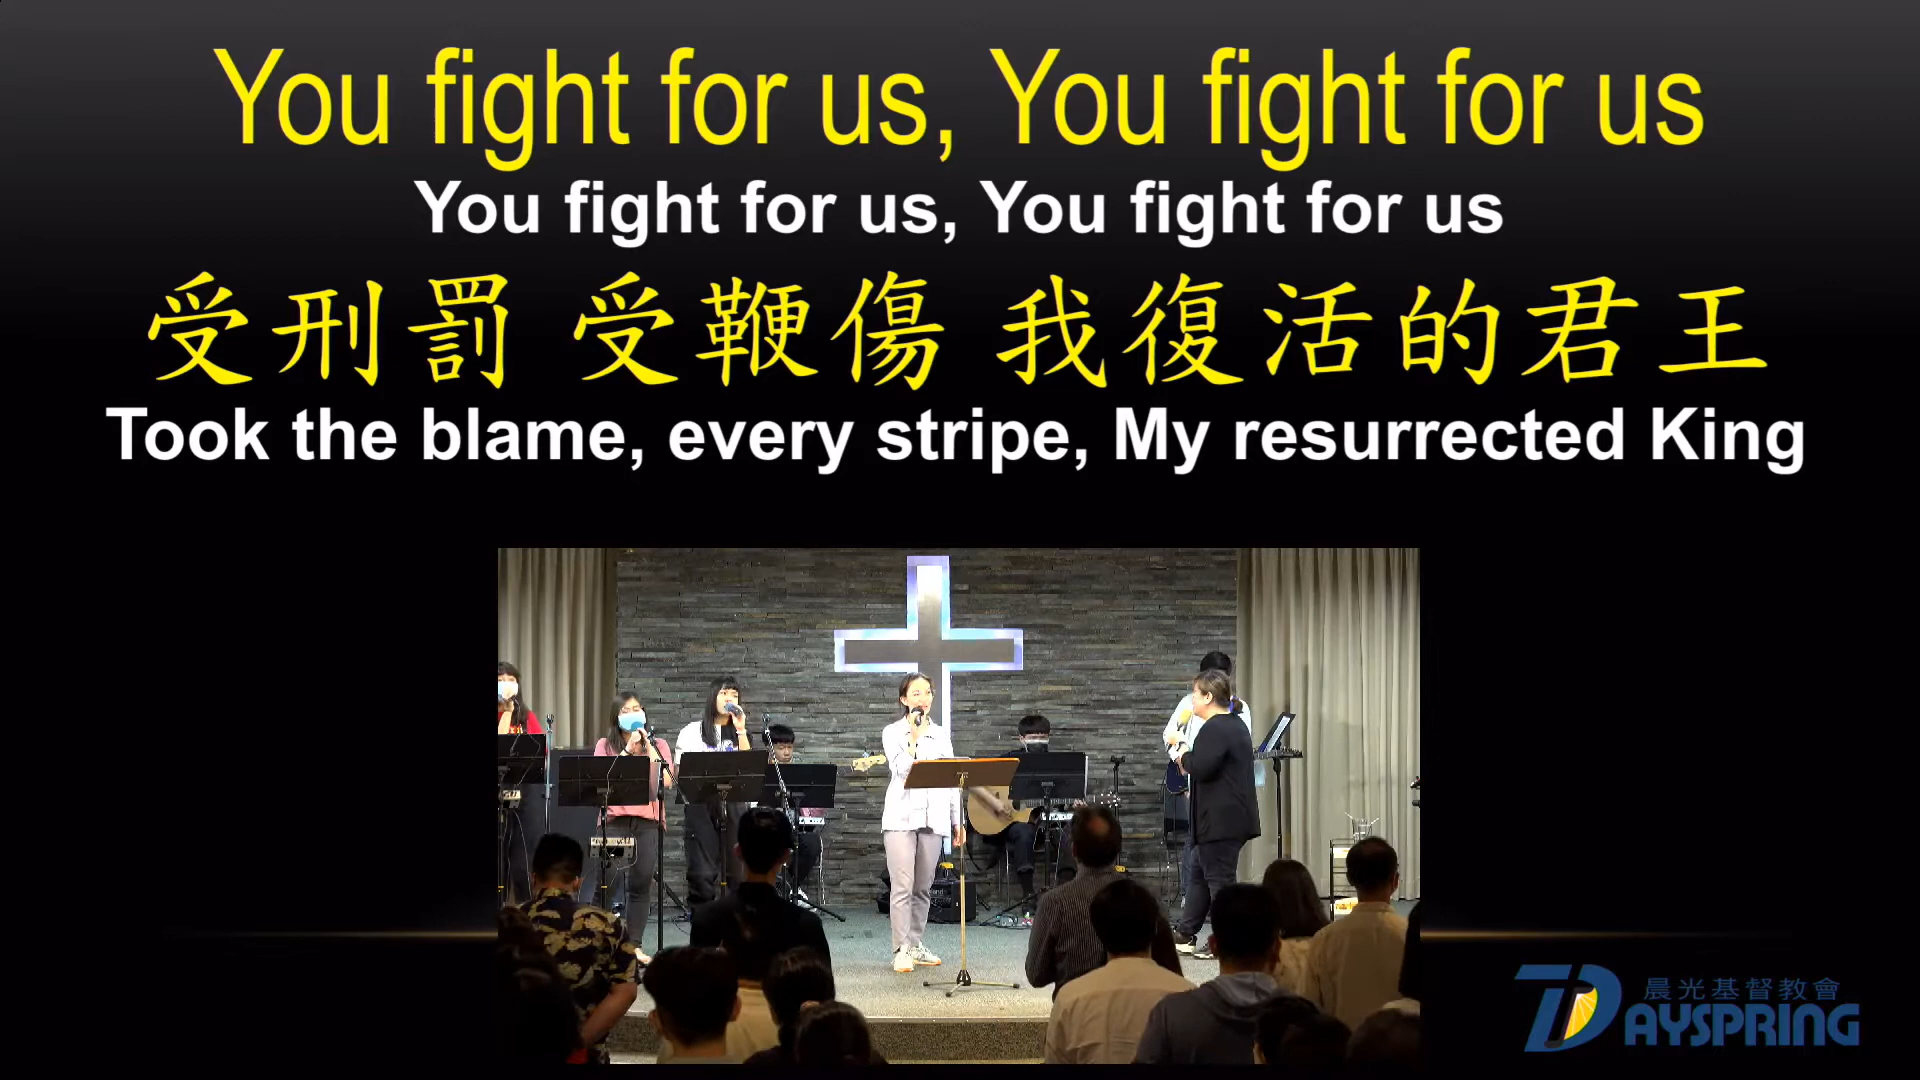 You fight for us, You fight for us
You fight for us, You fight for us
受刑罰 受鞭傷 我復活的君王
Took the blame, every stripe, My resurrected King
晨光基督教會
DAYSPRING